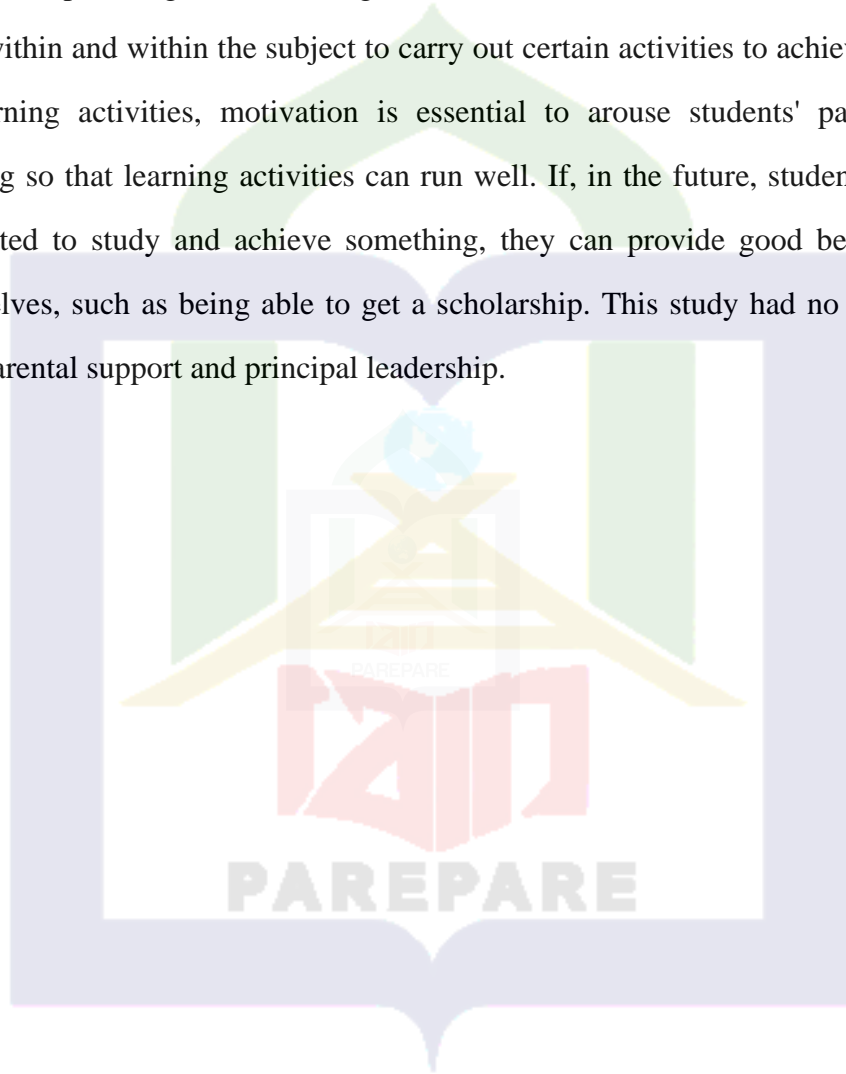 within and within the subject to carry out certain activities to achiev
rning activities, motivation is essential to arouse students' pa
g so that learning activities can run well. If, in the future, studen
ted to study and achieve something, they can provide good be
elves, such as being able to get a scholarship. This study had no
arental support and principal leadership.
IAIN
PAREPARE
IAIN
PAREPARE